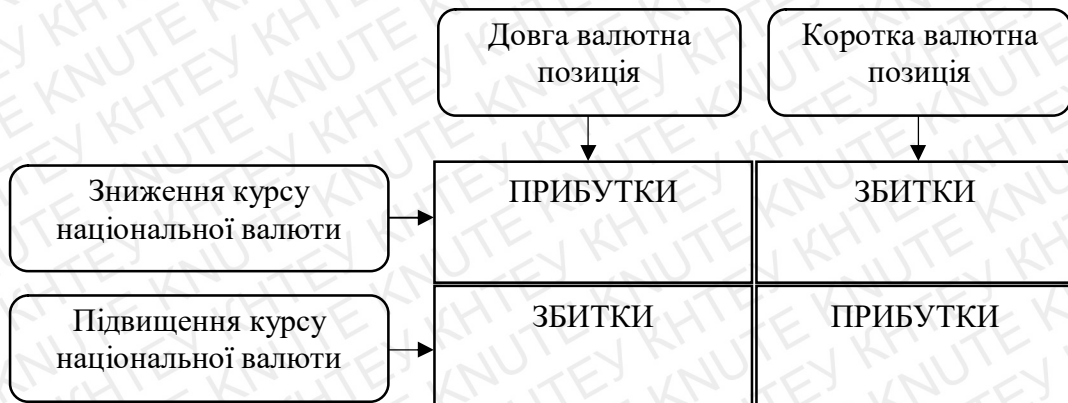 Довга валютна
позиція
Коротка валютна
позиція
Зниження курсу
національної валюти
ПРИБУТКИ
ЗБИТКИ
Підвищення курсу
національної валюти
ЗБИТКИ
ПРИБУТКИ